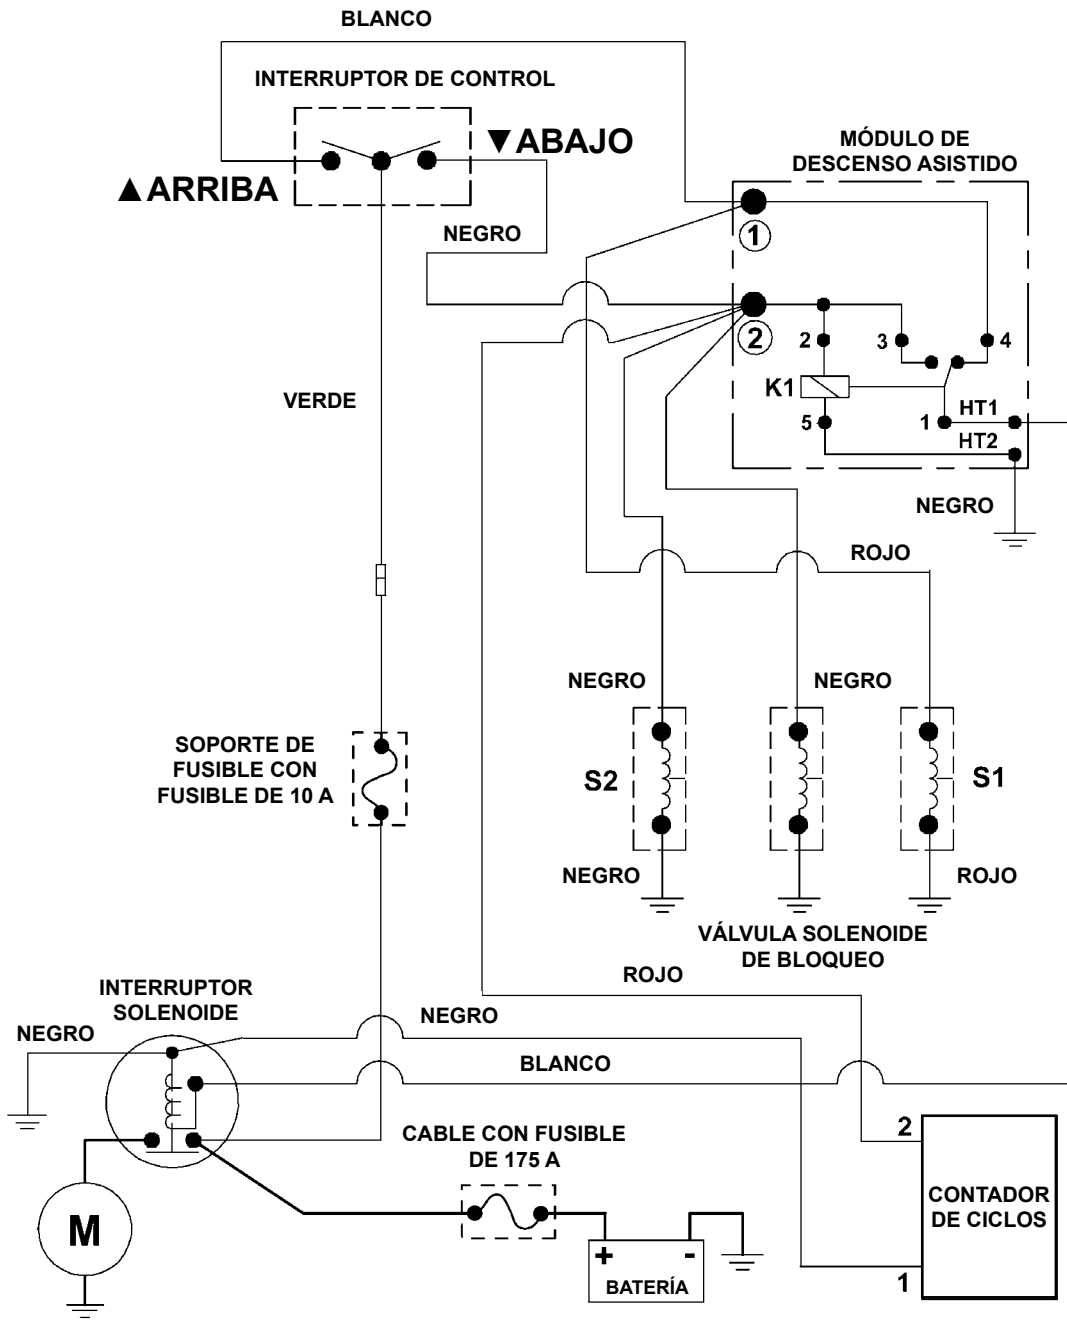 BLANCO
INTERRUPTOR DE CONTROL
▼ABAJO
▲ARRIBA
MÓDULO DE
DESCENSO ASISTIDO
NEGRO
1
2
2
3
4
K1
5
1
HT1
HT2
NEGRO
VERDE
ROJO
NEGRO
NEGRO
SOPORTE DE
FUSIBLE CON
FUSIBLE DE 10 A
S2
S1
NEGRO
ROJO
VÁLVULA SOLENOIDE
DE BLOQUEO
ROJO
INTERRUPTOR
SOLENOIDE
NEGRO
NEGRO
BLANCO
CABLE CON FUSIBLE
DE 175 A
2
CONTADOR
DE CICLOS
1
M
+ -
BATERÍA